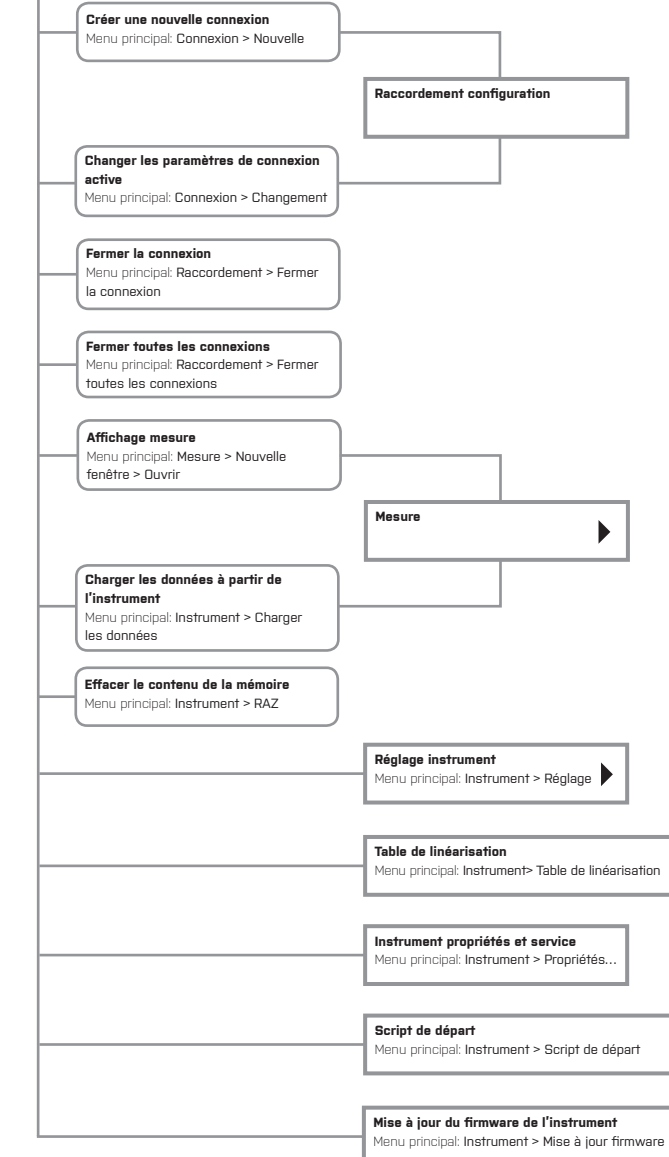 Créer une nouvelle connexion
Menu principal: Connexion > Nouvelle
Raccordement configuration
Changer les paramètres de connexion
active
Menu principal: Connexion > Changement
Fermer la connexion
Menu principal: Raccordement > Fermer
la connexion
Fermer toutes les connexions
Menu principal: Raccordement > Fermer
toutes les connexions
Affichage mesure
Menu principal: Mesure > Nouvelle
fenêtre > Ouvrir
Mesure
Charger les données à partir de
l'instrument
Menu principal: Instrument > Charger
les données
Effacer le contenu de la mémoire
Menu principal: Instrument > RAZ
Réglage instrument
Menu principal: Instrument > Réglage
Table de linéarisation
Menu principal: Instrument> Table de linéarisation
Instrument propriétés et service
Menu principal: Instrument > Propriétés...
Script de départ
Menu principal: Instrument > Script de départ
Mise à jour du firmware de l'instrument
Menu principal: Instrument > Mise à jour firmware